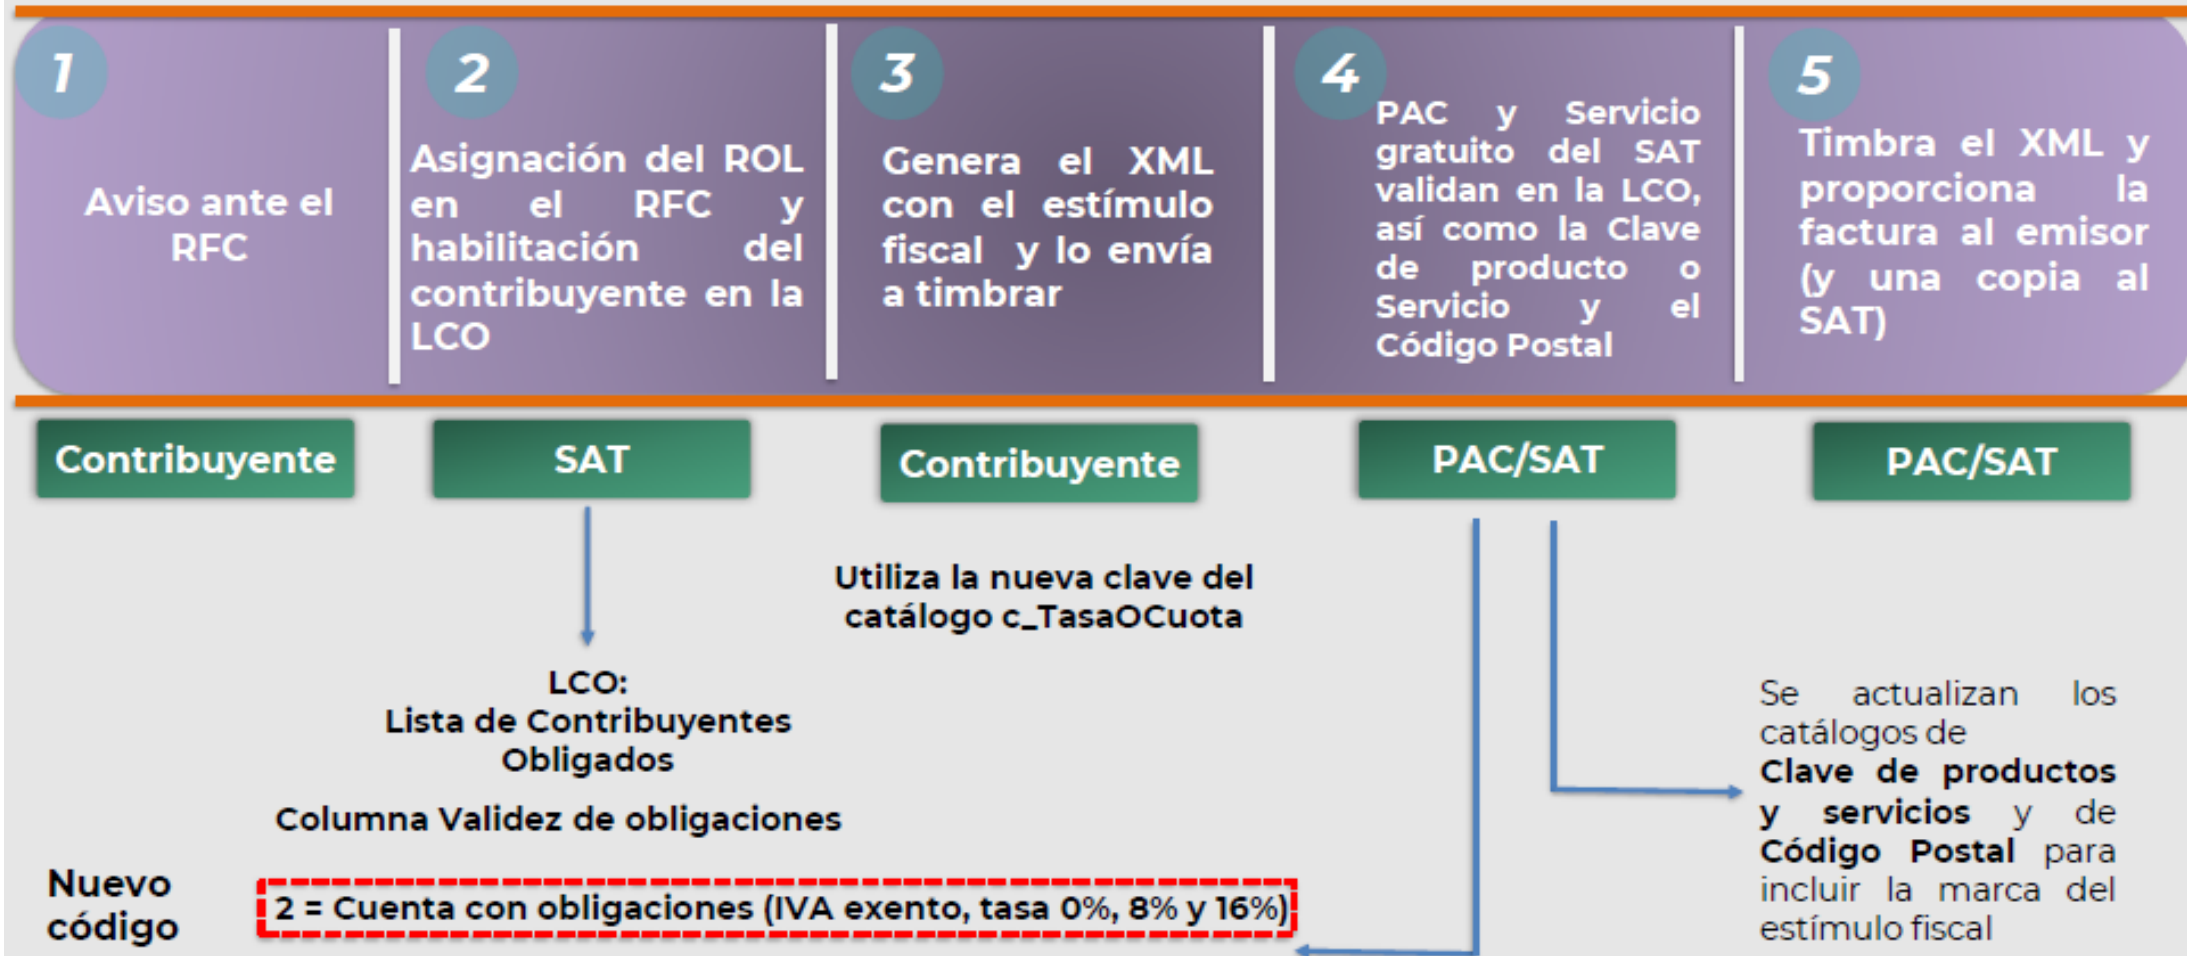 1
Aviso ante el
RFC
2
Asignación del ROL
en el RFC y
habilitación del
contribuyente en la
LCO
3
Genera el XML
con el estímulo
fiscal y lo envía
a timbrar
4
PAC y Servicio
gratuito del SAT
validan en la LCO,
así como la Clave
de producto o
Servicio y el
Código Postal
5
Timbra el XML y
proporciona la
factura al emisor
(y una copia al
SAT)
Contribuyente
SAT
Contribuyente
PAC/SAT
PAC/SAT
Utiliza la nueva clave del
catálogo c_TasaOCuota
LCO:
Lista de Contribuyentes
Obligados
Columna Validez de obligaciones
Nuevo
código
2 = Cuenta con obligaciones (IVA exento, tasa 0%, 8% y 16%)
Se actualizan los
catálogos de
Clave de productos
y servicios y de
Código Postal para
incluir la marca del
estímulo fiscal